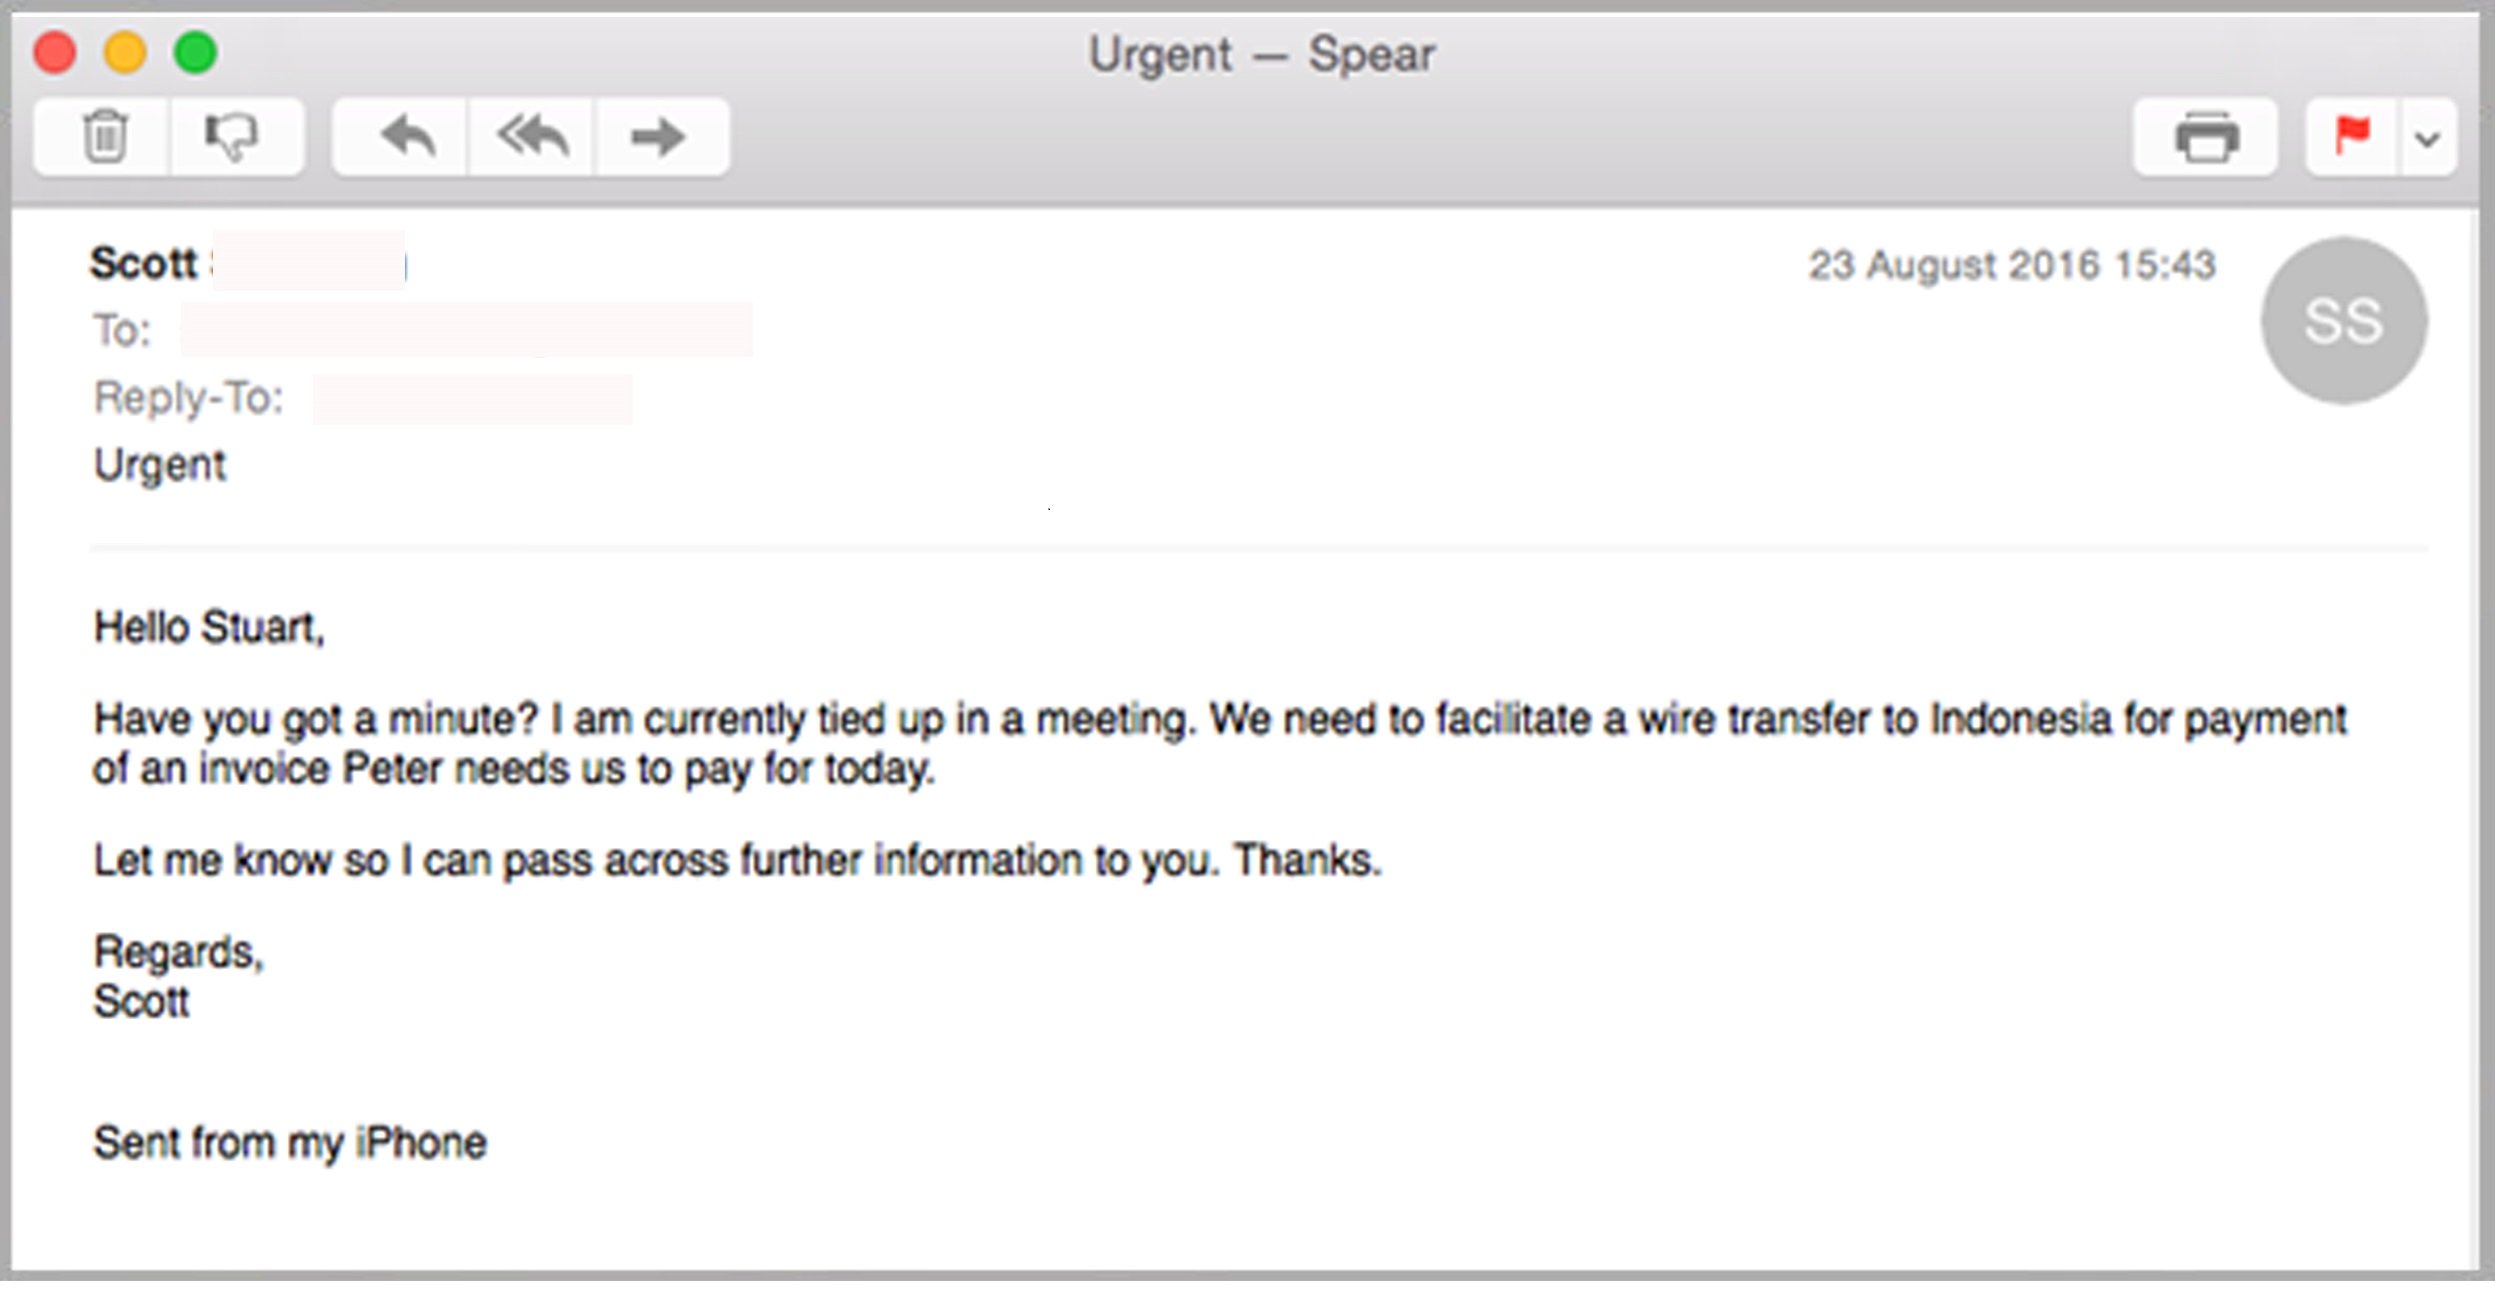 Urgent — Spear
Scott
23 August 2016 15:43
SS
To:
Reply-To:
Urgent
Hello Stuart,
Have you got a minute? I am currently tied up in a meeting. We need to facilitate a wire transfer to Indonesia for payment
of an invoice Peter needs us to pay for today.
Let me know so I can pass across further information to you. Thanks.
Regards,
Scott
Sent from my iPhone